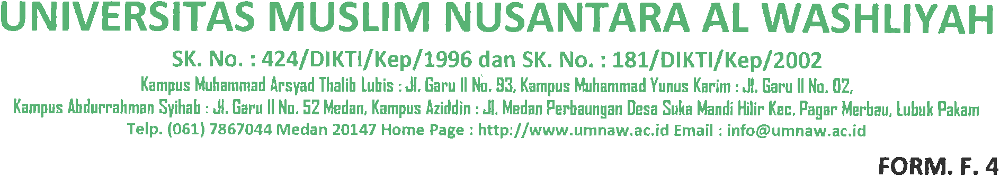 UNIVERSITAS MUSLIM NUSANTARA AL WASHLIYAH
SK. No. : 424/DIKTI/Kep/1996 dan SK. No. : 181/DIKTI/Kep/2002
Kampus Muhammad Arsyad Thalib Lubis : Jl. Garu II No. 93, Kampus Muhammad Yunus Karim : Jl. Garu II No. 02,
Kampus Abdurrahman Syihab : Jl. Garu II No. 52 Medan, Kampus Aziddin : Jl. Medan Perbaungan Desa Suka Mandi Hilir Kec. Pagar Merbau, Lubuk Pakam
Telp. (061) 7867044 Medan 20147 Home Page : http://www.umnaw.ac.id Email : info@umnaw.ac.id
FORM. F. 4